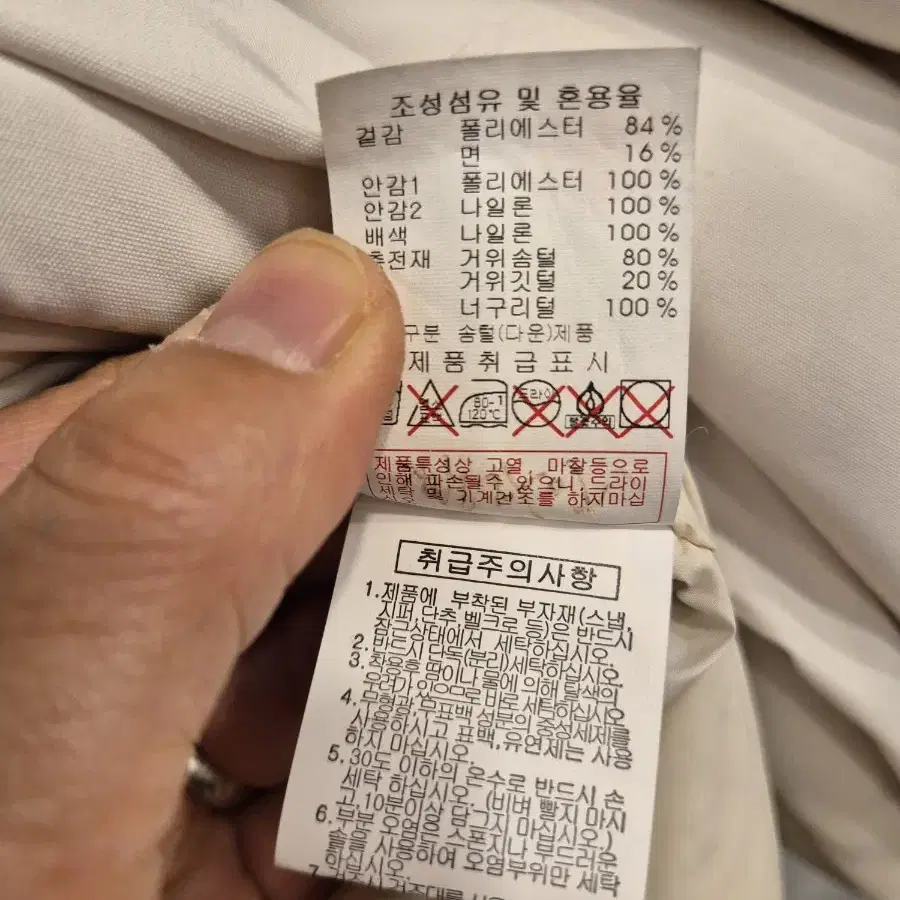 조성섬유 및 혼용율
겉감 폴리에스터 84%
면 16%
안감1 폴리에스터 100%
안감2 나일론 100%
배색 나일론 100%
충전재 거위솜털 80%
거위깃털 20%
너구리털 100%
구분 솜털(다운)제품
제품취급표시
80-120℃ 드라이
제품특성상 고열, 마찰등으로
인해 파손될수 있으니 드라이
세탁 및 기계건조를 하지마십
취급주의사항
1.제품에 부착된 부자재(스냅,
지퍼,단추,벨크로 등)은 반드시
잠금상태에서 세탁하십시오.
2.반드시 단독(분리)세탁하십시오.
3.착용후 땀이나 물에 의해 탈색의
우려가 있으므로 바로 세탁하십시오
4.무형광 씀표백 성분의 중성세제를
사용하시고 표백,유연제는 사용
하지 마십시오.
5.30도 이하의 온수로 반드시 손
세탁 하십시오. (비벼 빨지 마시
고,10분이상 담그지 마십시오.)
6.부분 오염은 스폰지나 부드러운
솔을 사용하여 오염부위만 세탁
하십시오.
7.